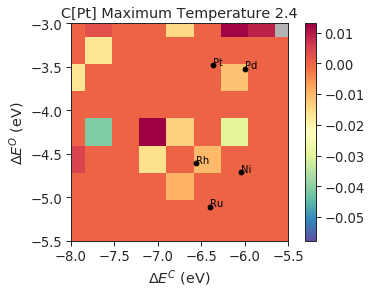 C[Pt] Maximum Temperature 2.4
−3.0
−3.5
−4.0
−4.5
−5.0
−5.5
ΔE^O (eV)
Pt
Pd
Rh
Ni
Ru
−8.0 −7.5 −7.0 −6.5 −6.0 −5.5
ΔE^C (eV)
0.01
0.00
−0.01
−0.02
−0.03
−0.04
−0.05